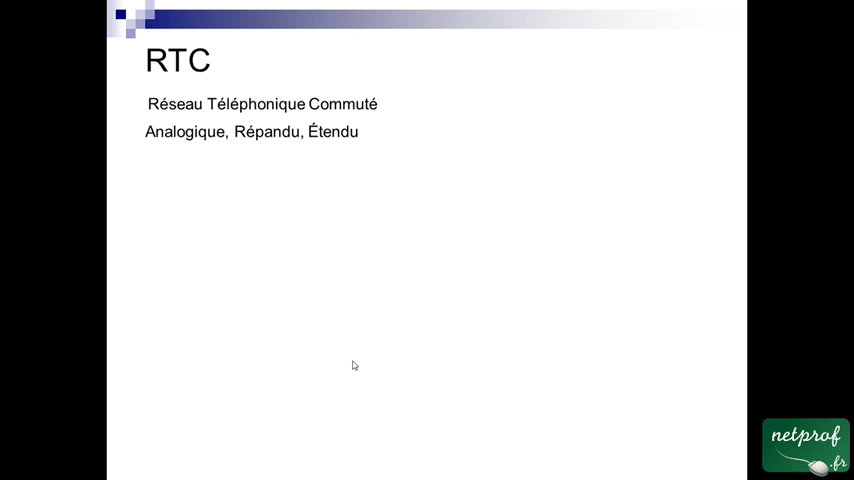 RTC
Réseau Téléphonique Commuté
Analogique, Répandu, Étendu
netprof
.fr